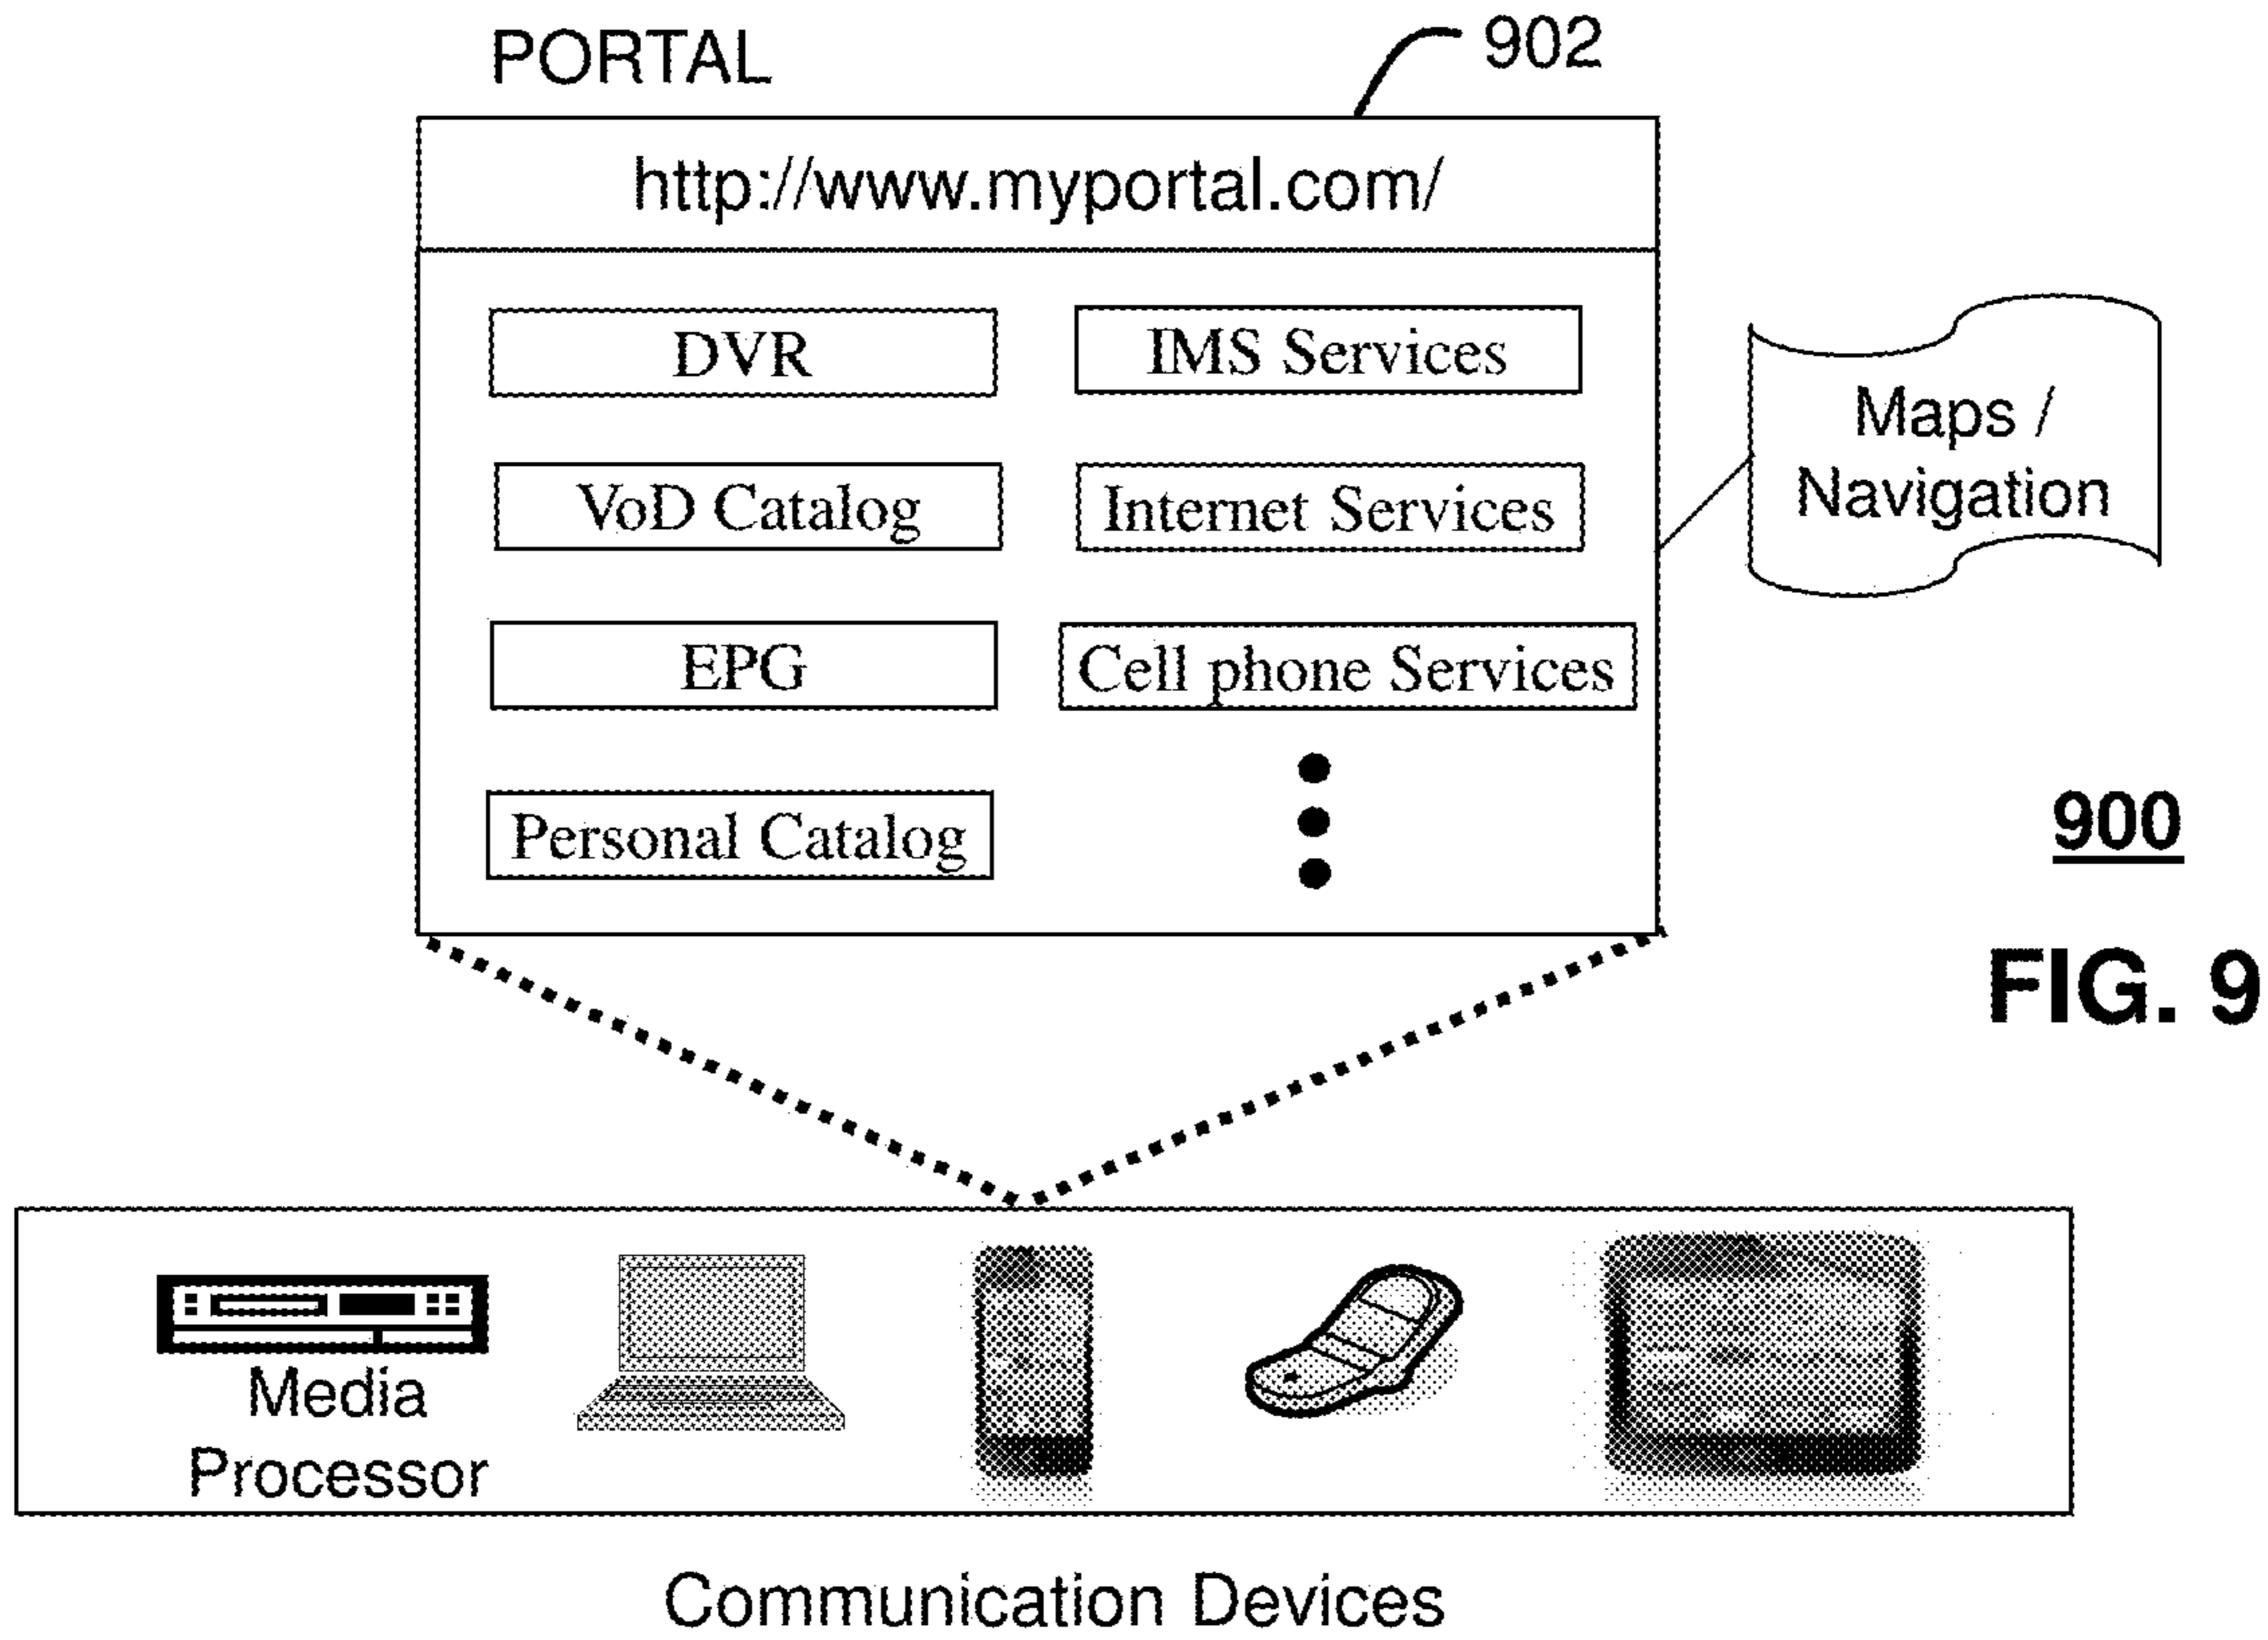 PORTAL
902
http://www.myportal.com/
DVR
IMS Services
VoD Catalog
Internet Services
EPG
Cell phone Services
Personal Catalog
Maps /
Navigation
900
FIG. 9
Media
Processor
Communication Devices